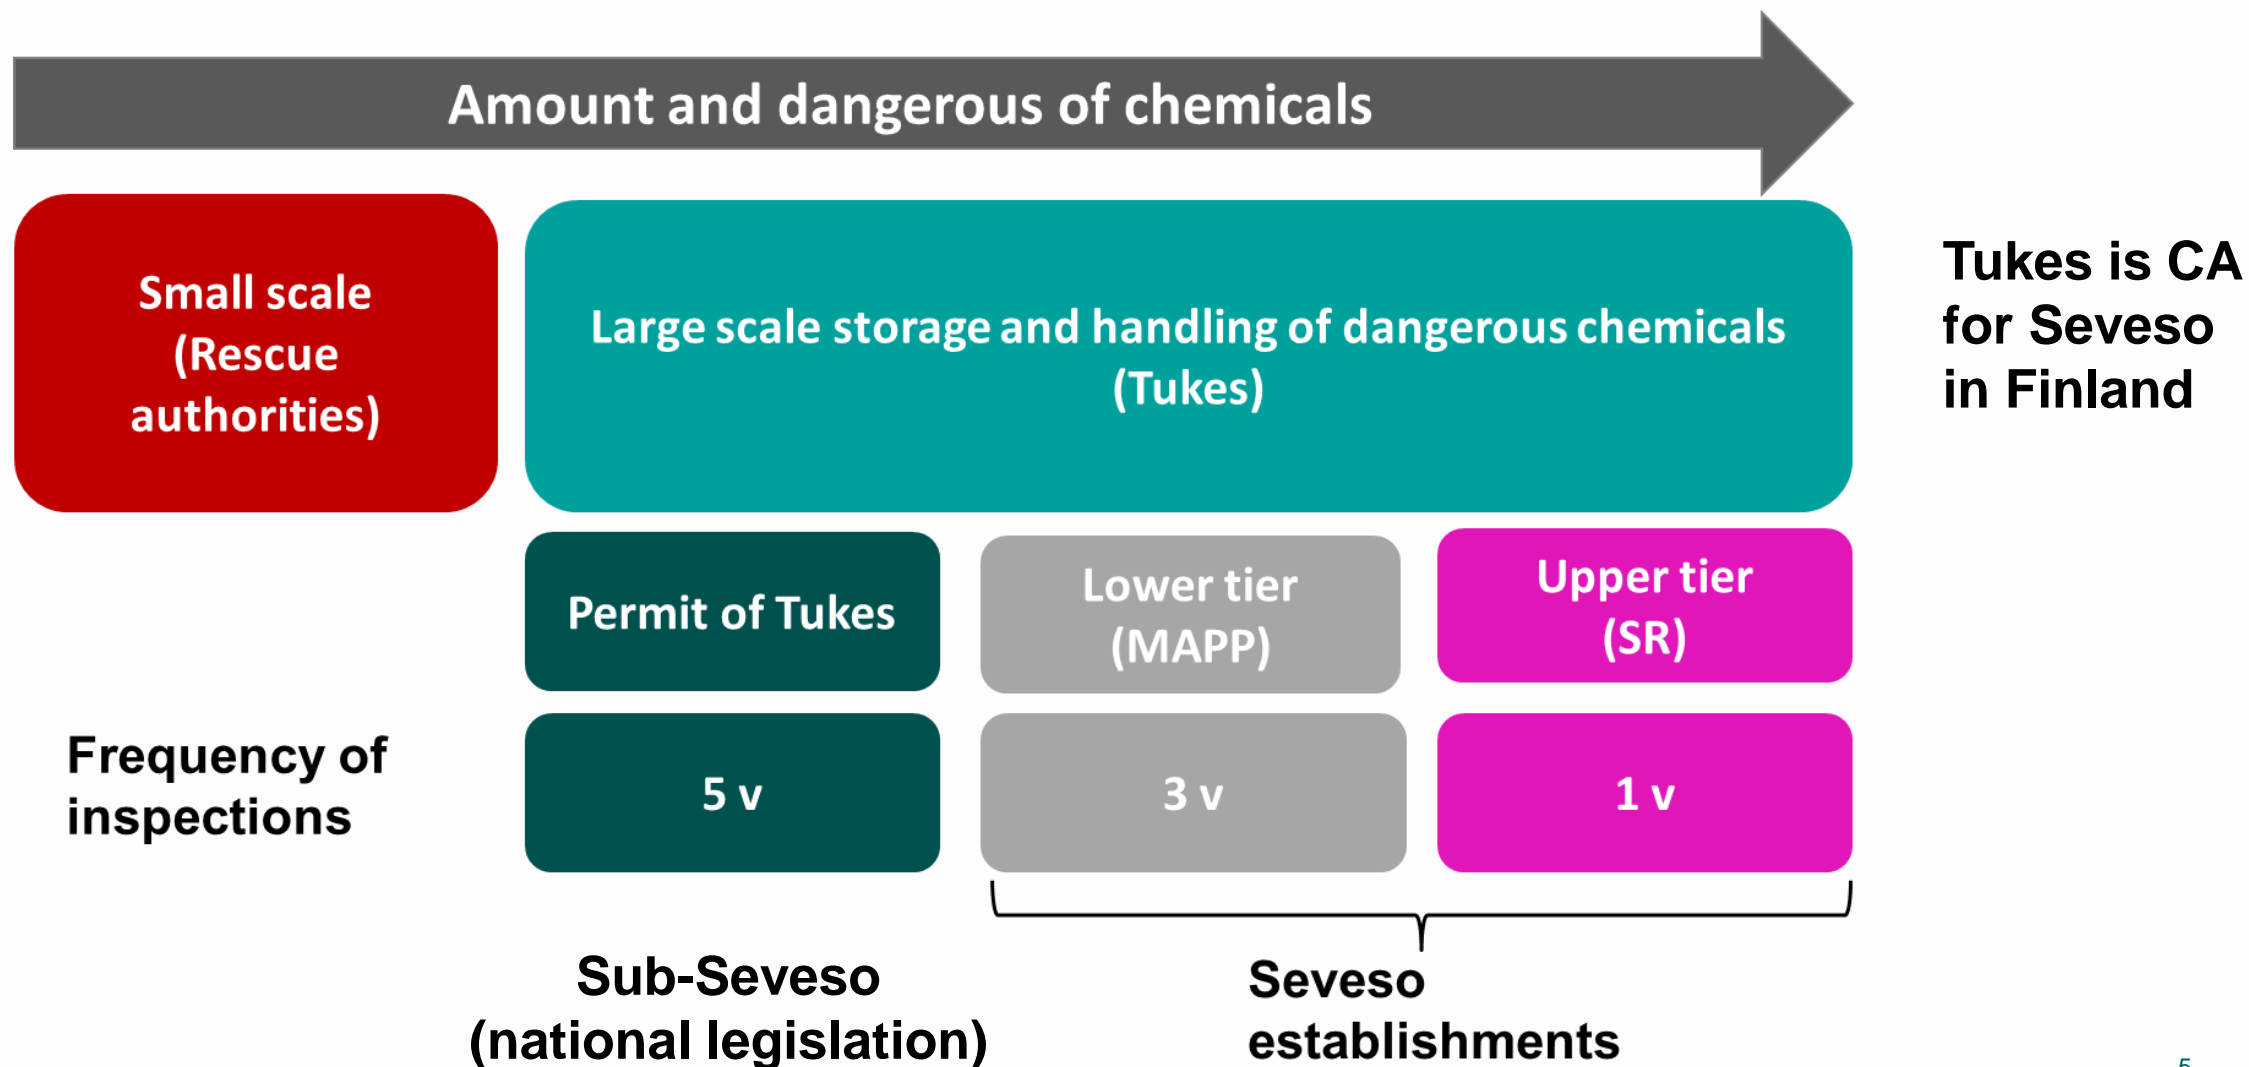 Amount and dangerous of chemicals
Small scale
(Rescue
authorities)
Large scale storage and handling of dangerous chemicals
(Tukes)
Tukes is CA
for Seveso
in Finland
Permit of Tukes
Lower tier
(MAPP)
Upper tier
(SR)
Frequency of
inspections
5 v
3 v
1 v
Sub-Seveso
(national legislation)
Seveso
establishments
5